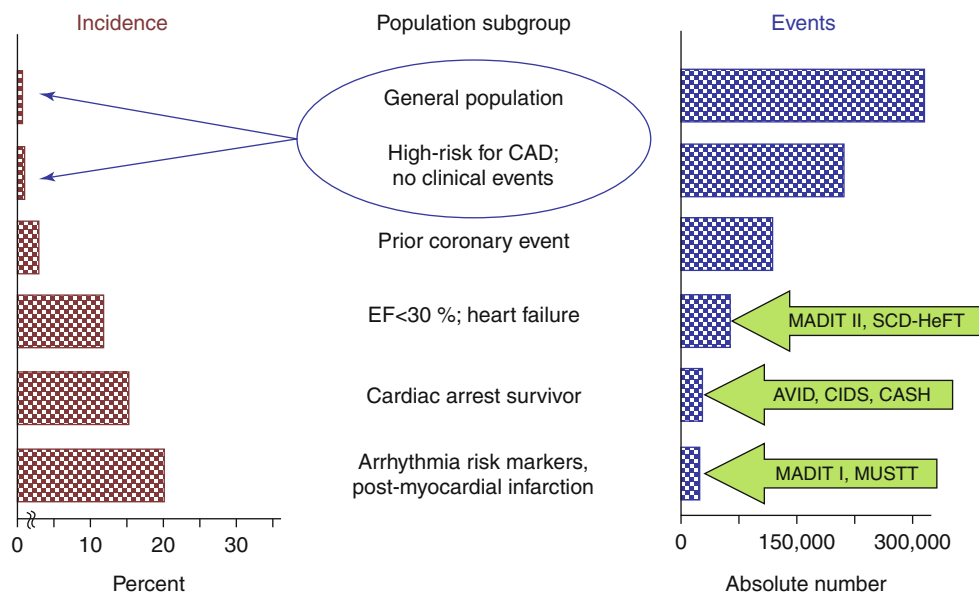 Incidence
Population subgroup
Events
General population
High-risk for CAD;
no clinical events
Prior coronary event
EF<30 %; heart failure
MADIT II, SCD-HeFT
Cardiac arrest survivor
AVID, CIDS, CASH
Arrhythmia risk markers,
post-myocardial infarction
MADIT I, MUSTT
0 10 20 30
0 150,000 300,000
Percent
Absolute number